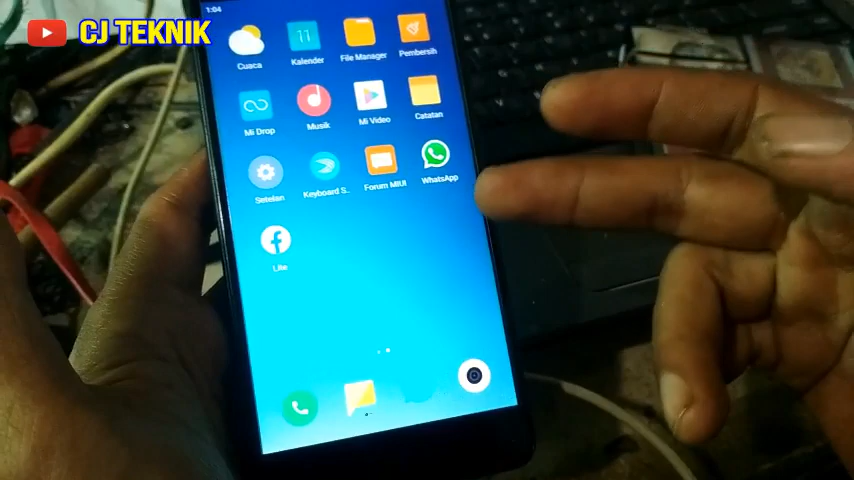 CJ TEKNIK
1:04
Cuaca
Kalender
File Manager
Pembersih
11
Mi Drop
Musik
Mi Video
Catatan
Setelan
Keyboard S..
Forum MIUI
WhatsApp
Lite